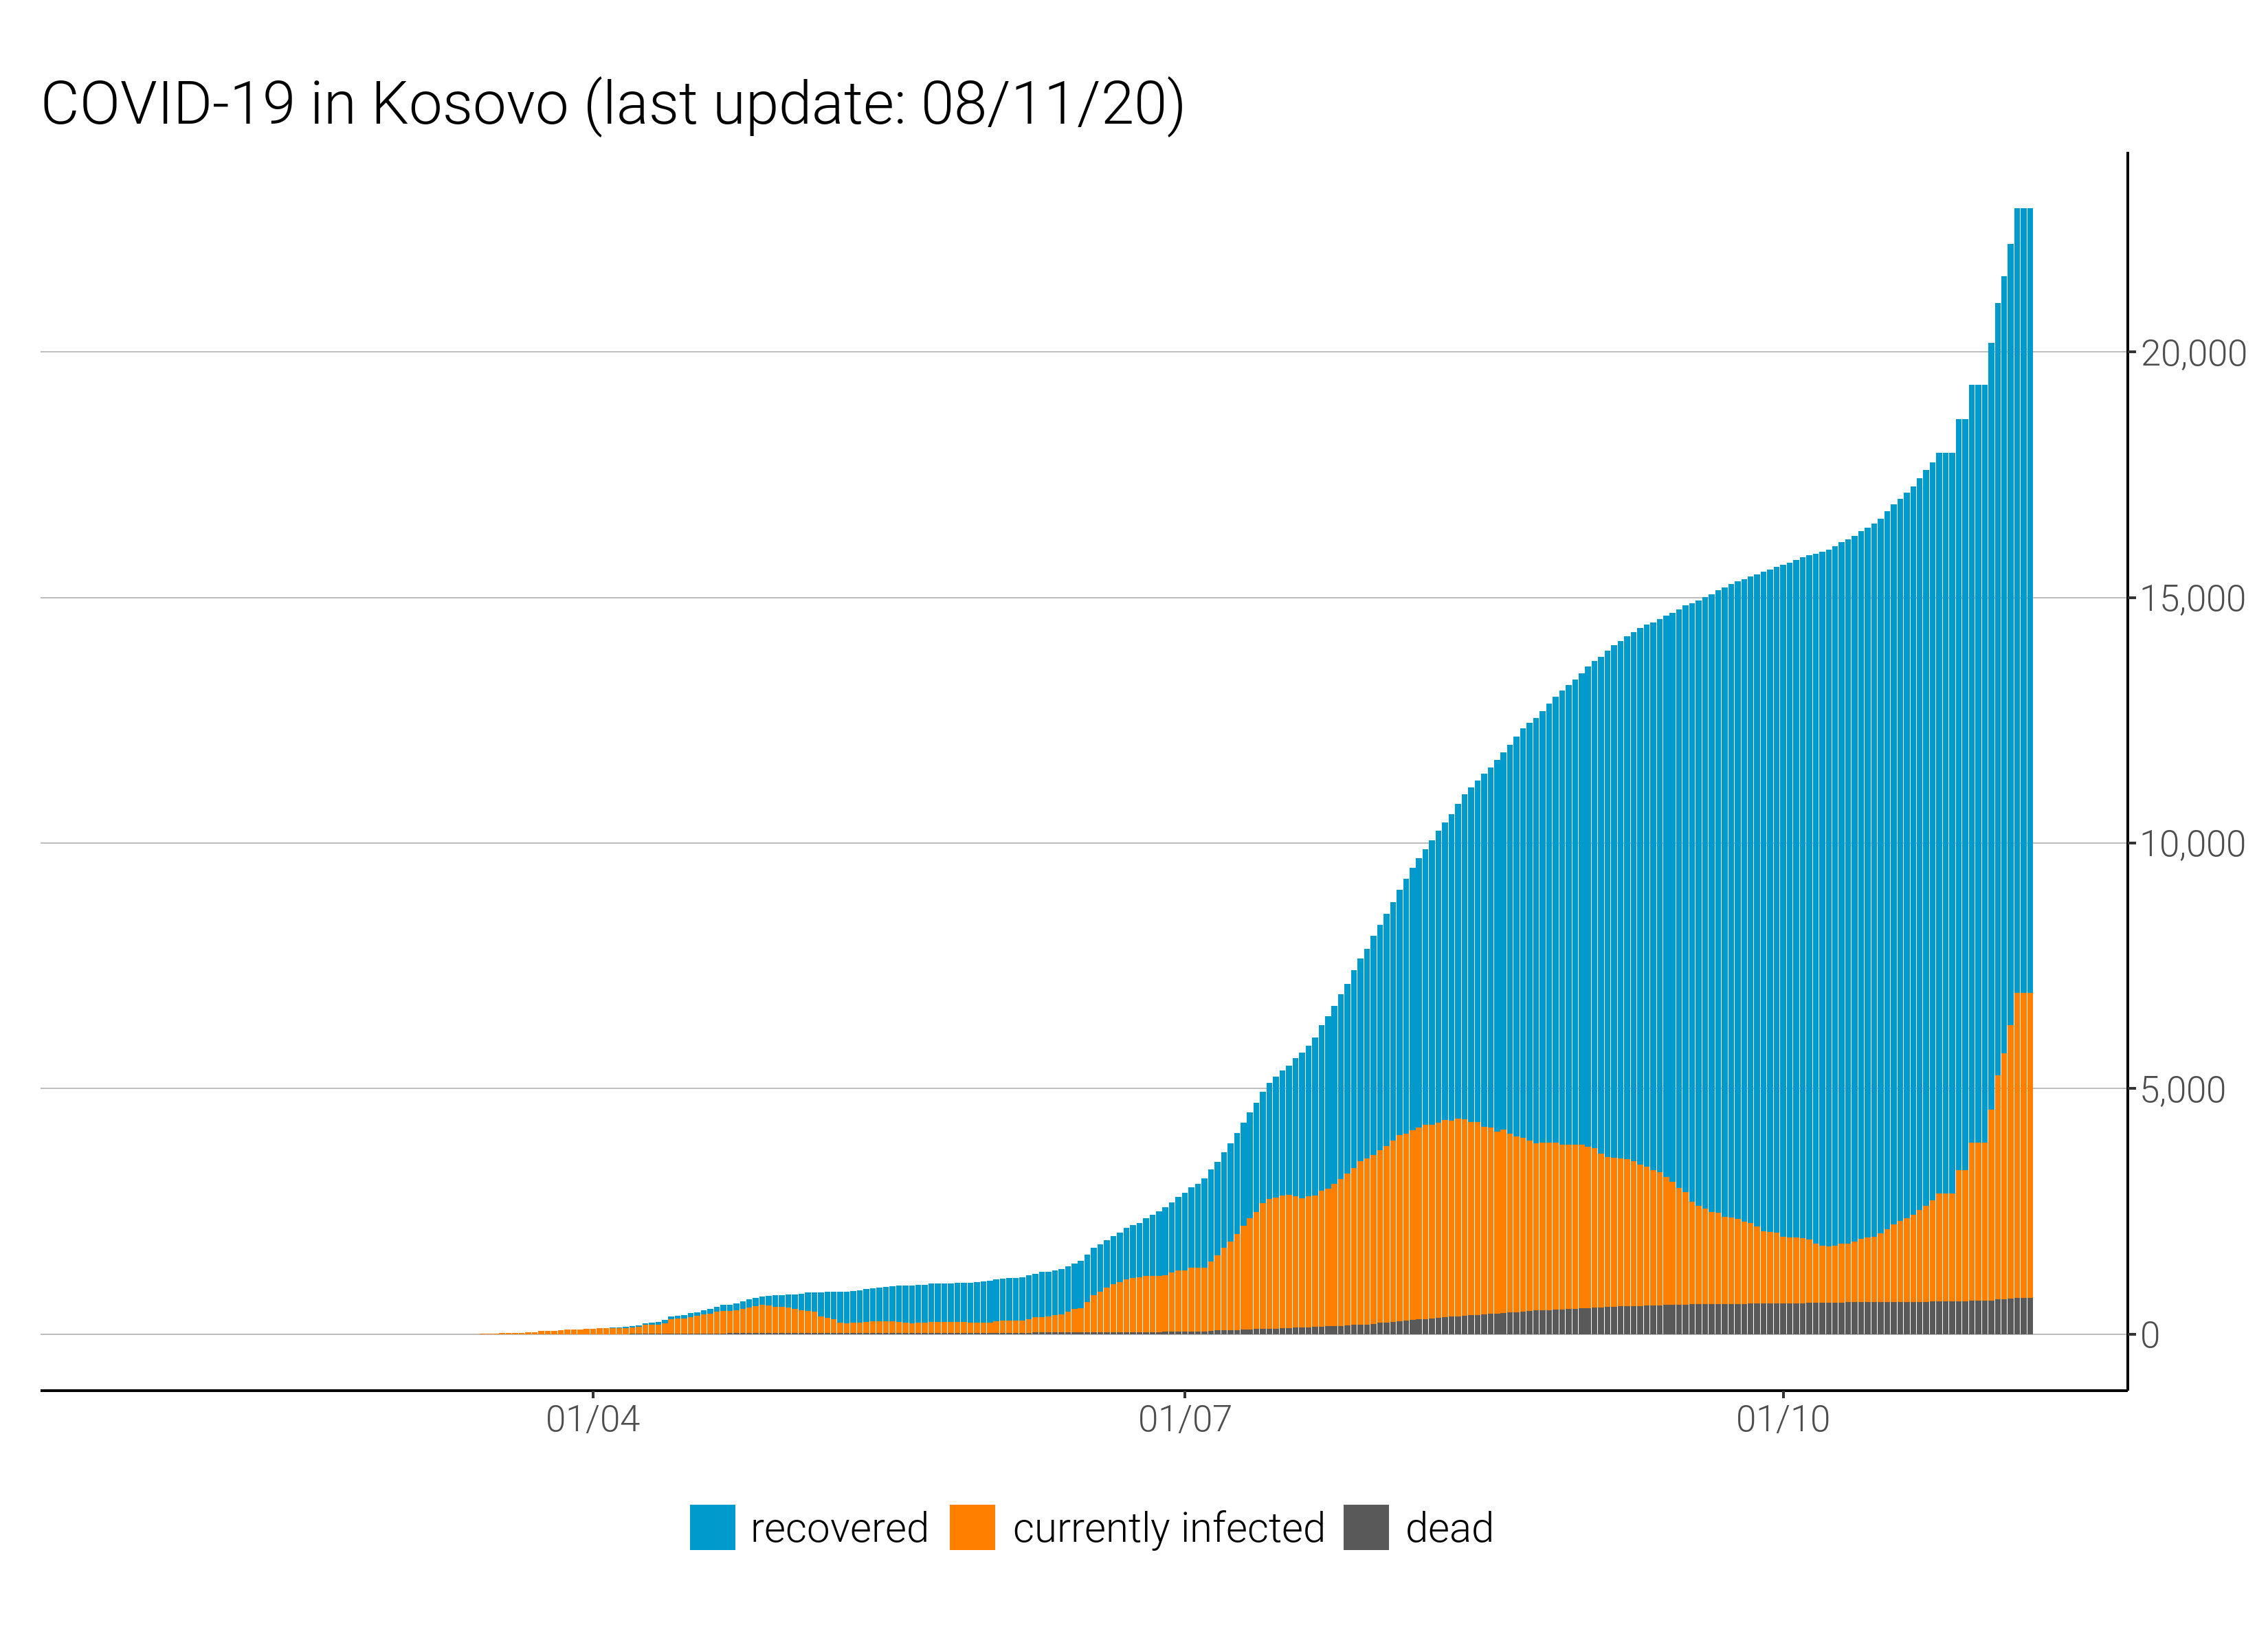 COVID-19 in Kosovo (last update: 08/11/20)
20,000
15,000
10,000
5,000
0
01/04 01/07 01/10
recovered currently infected dead